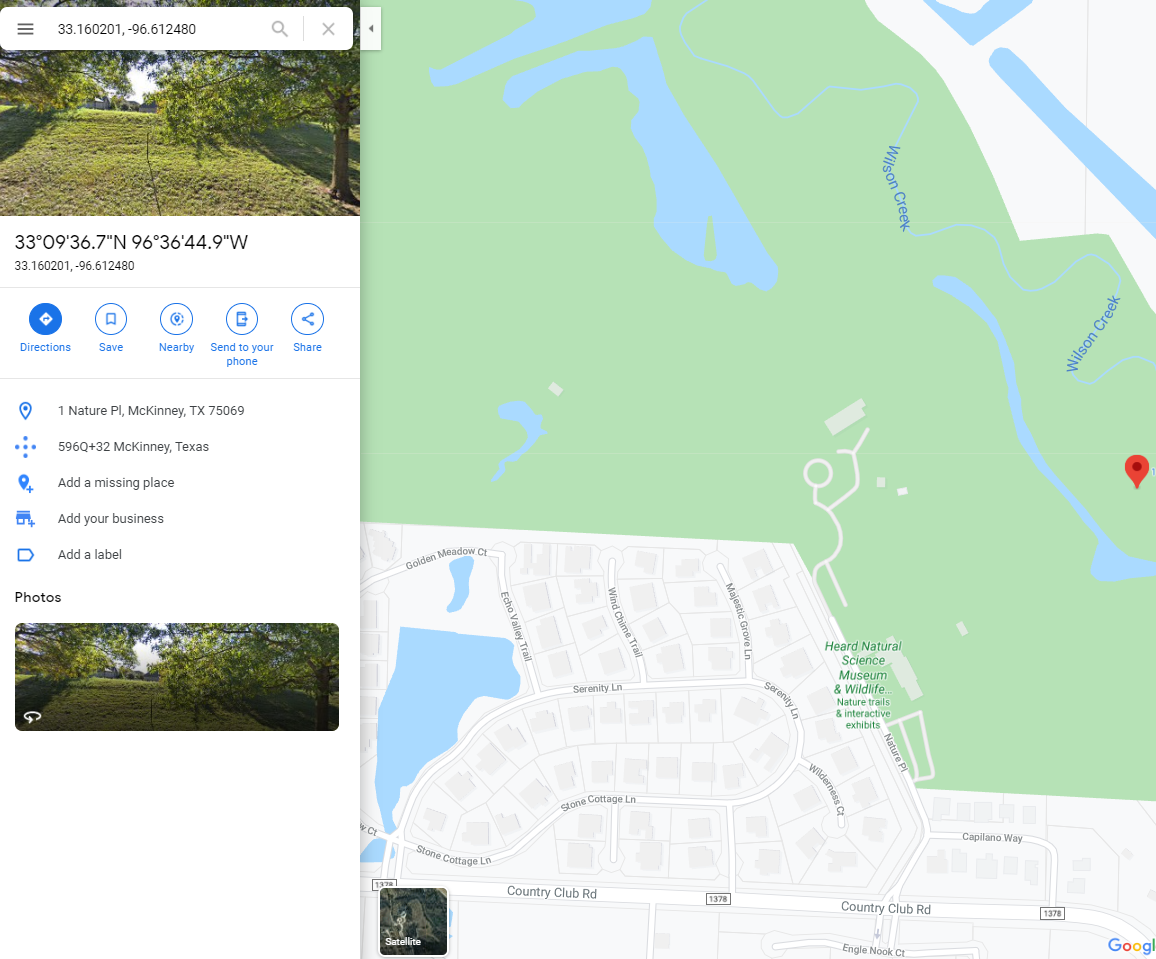 33.160201, -96.612480
33°09'36.7"N 96°36'44.9"W
33.160201, -96.612480
Directions
Save
Nearby
Send to your
phone
Share
1 Nature Pl, McKinney, TX 75069
596Q+32 McKinney, Texas
Add a missing place
Add your business
Add a label
Photos
Wilson Creek
Wilson Creek
Golden Meadow Ct
Echo Valley Trail
Wind Chime Trail
Majestic Grove Ln
Heard Natural
Science
Museum
& Wildlife...
Nature trails
& interactive
exhibits
Serenity Ln
Serenity Ln
Nature Pl
Wilderness Ct
Stone Cottage Ln
Stone Cottage Ln
Capilano Way
1378
Country Club Rd
1378
Country Club Rd
1378
Satellite
Engle Nook Ct
Googl